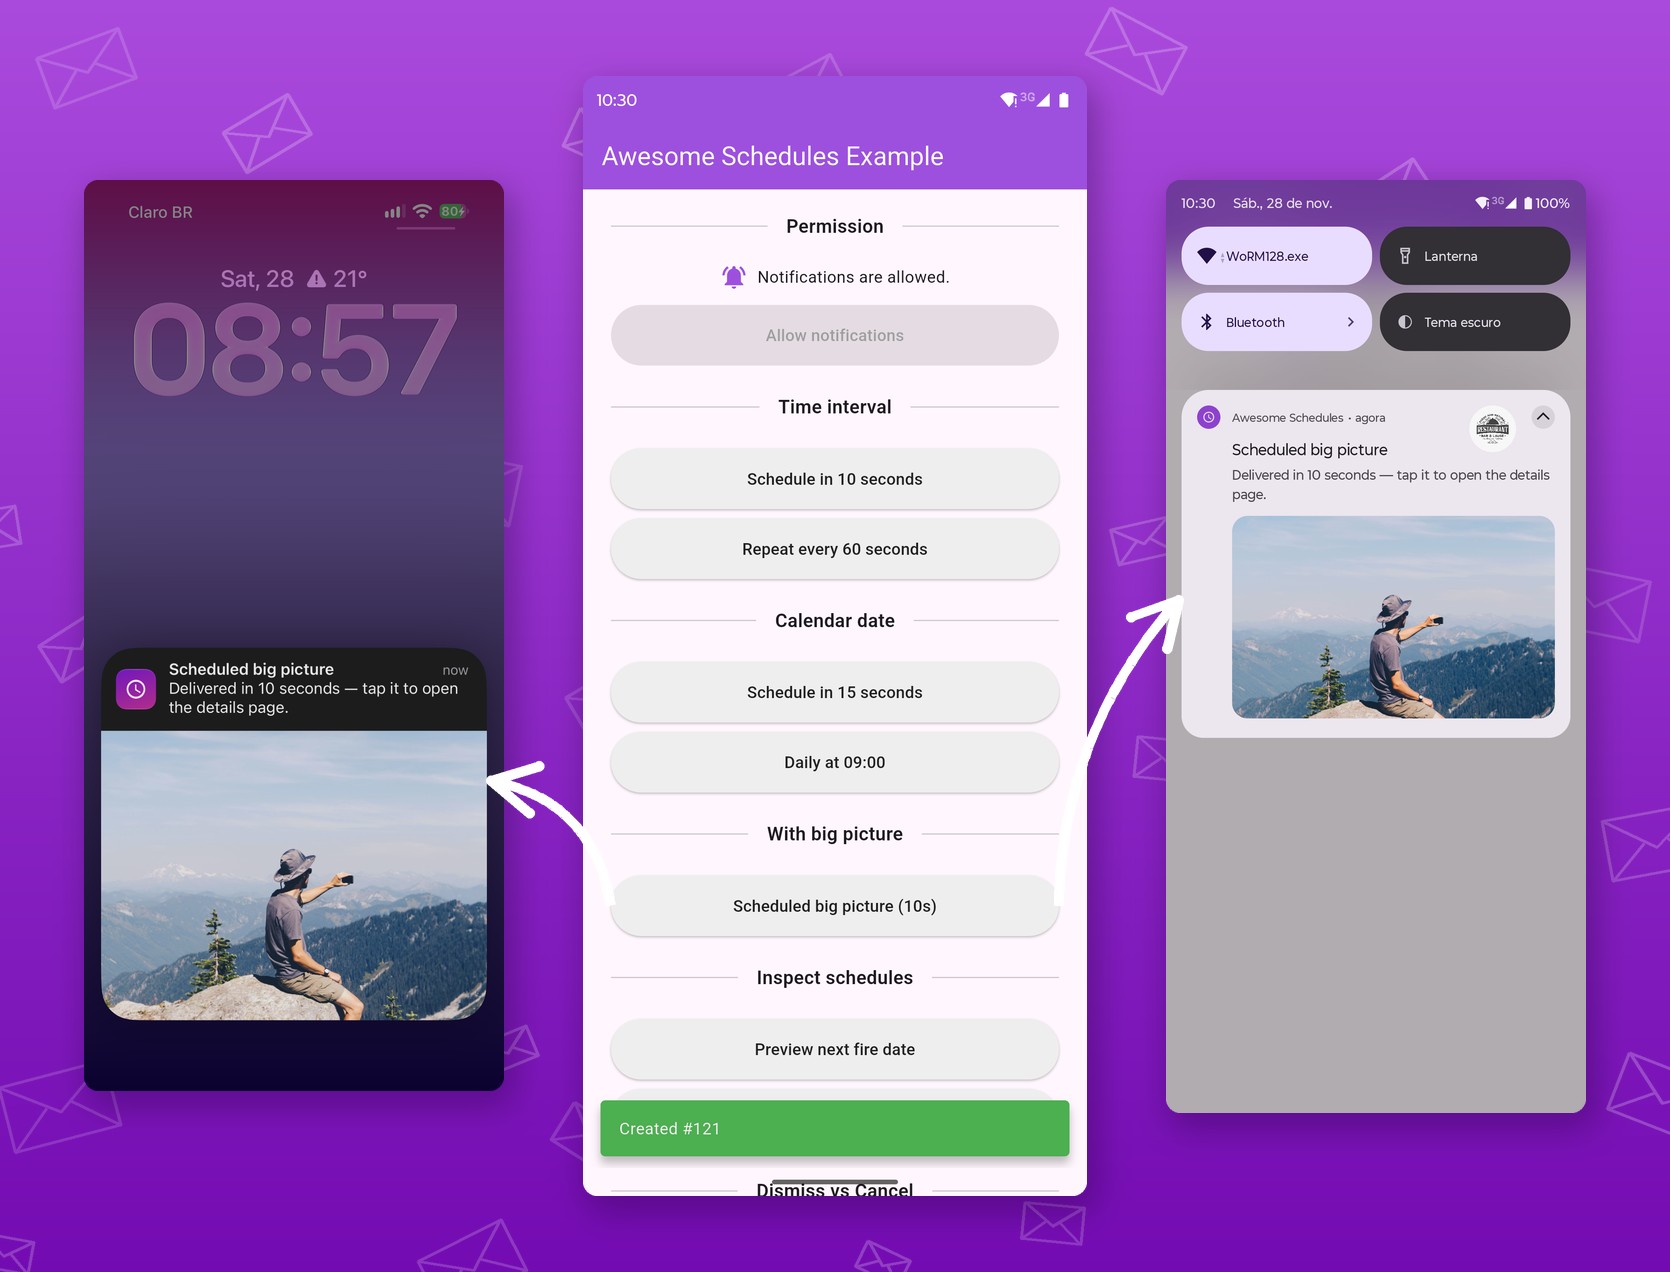 Claro BR
80
Sat, 28 21°
08:57
Scheduled big picture now
Delivered in 10 seconds — tap it to open
the details page.
10:30 3G
Awesome Schedules Example
Permission
Notifications are allowed.
Allow notifications
Time interval
Schedule in 10 seconds
Repeat every 60 seconds
Calendar date
Schedule in 15 seconds
Daily at 09:00
With big picture
Scheduled big picture (10s)
Inspect schedules
Preview next fire date
Created #121
Dismiss vs Cancel
10:30 Sáb., 28 de nov. 3G 100%
WoRM128.exe
Lanterna
Bluetooth
Tema escuro
Awesome Schedules • agora
RESTAURANT
Scheduled big picture
Delivered in 10 seconds — tap it to open the details
page.